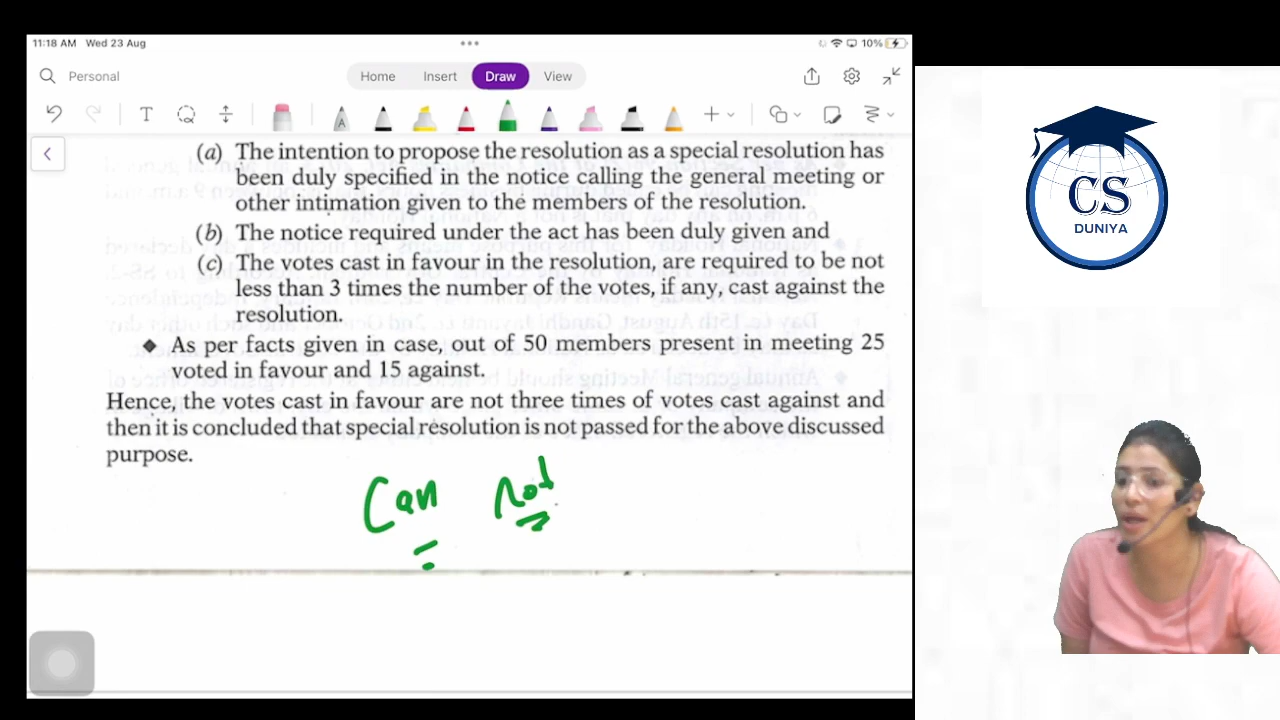 11:18 AM Wed 23 Aug
10%
Personal
Home Insert Draw View
(a) The intention to propose the resolution as a special resolution has
been duly specified in the notice calling the general meeting or
other intimation given to the members of the resolution.
(b) The notice required under the act has been duly given and
(c) The votes cast in favour in the resolution, are required to be not
less than 3 times the number of the votes, if any, cast against the
resolution.
◆ As per facts given in case, out of 50 members present in meeting 25
voted in favour and 15 against.
Hence, the votes cast in favour are not three times of votes cast against and
then it is concluded that special resolution is not passed for the above discussed
purpose.
Can not
CS
DUNIYA